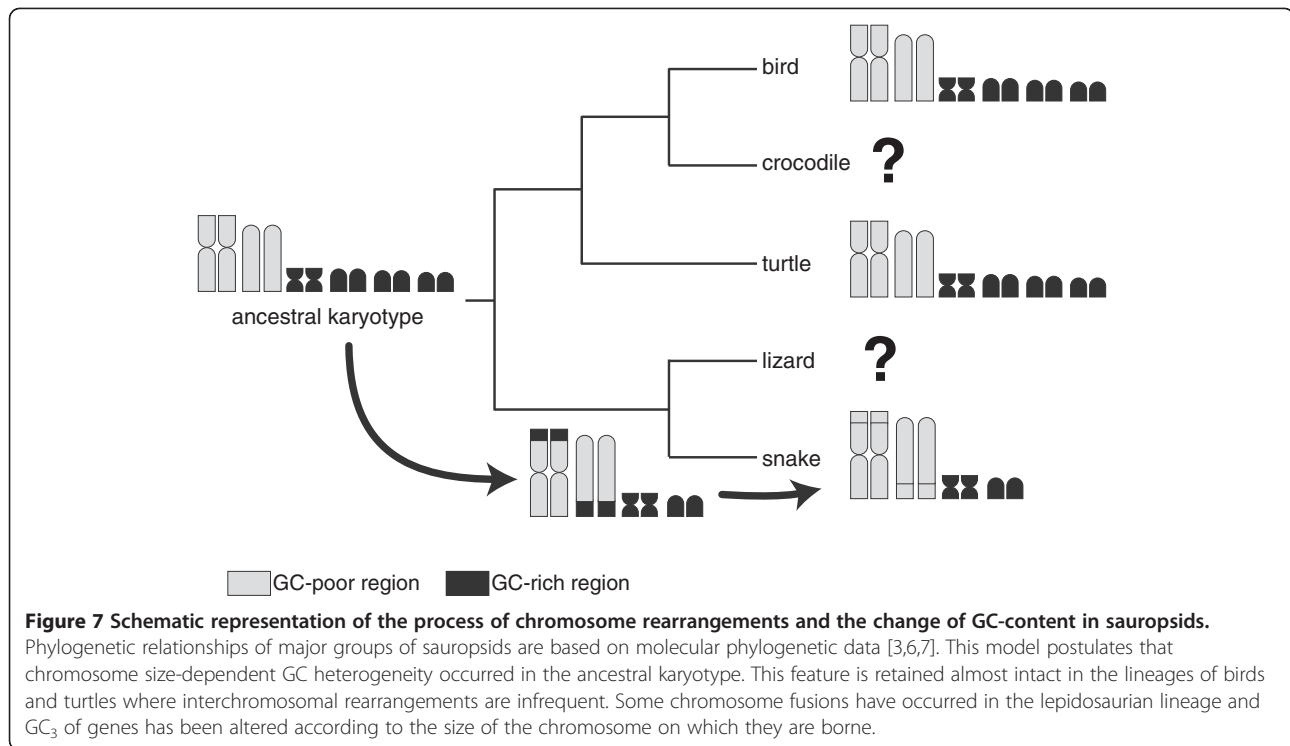 bird
crocodile
?
turtle
ancestral karyotype
lizard
?
snake
GC-poor region
GC-rich region
Figure 7 Schematic representation of the process of chromosome rearrangements and the change of GC-content in sauropsids.
Phylogenetic relationships of major groups of sauropsids are based on molecular phylogenetic data [3,6,7]. This model postulates that
chromosome size-dependent GC heterogeneity occurred in the ancestral karyotype. This feature is retained almost intact in the lineages of birds
and turtles where interchromosomal rearrangements are infrequent. Some chromosome fusions have occurred in the lepidosaurian lineage and
GC₃ of genes has been altered according to the size of the chromosome on which they are borne.